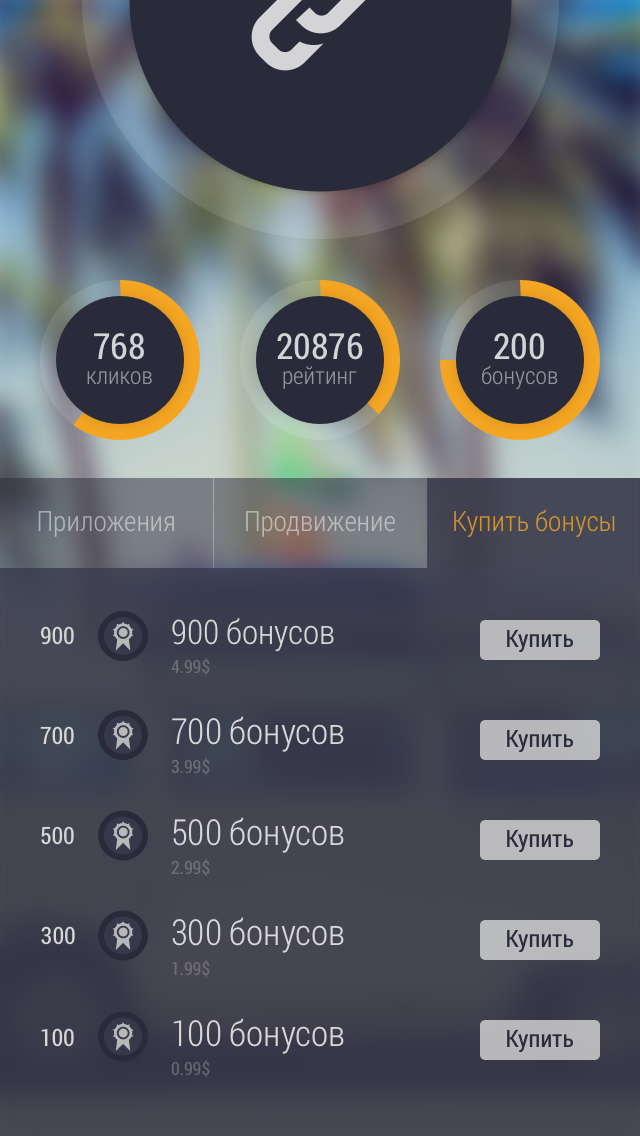 768
кликов
20876
рейтинг
200
бонусов
Приложения
Продвижение
Купить бонусы
900
900 бонусов
4.99$
Купить
700
700 бонусов
3.99$
Купить
500
500 бонусов
2.99$
Купить
300
300 бонусов
1.99$
Купить
100
100 бонусов
0.99$
Купить